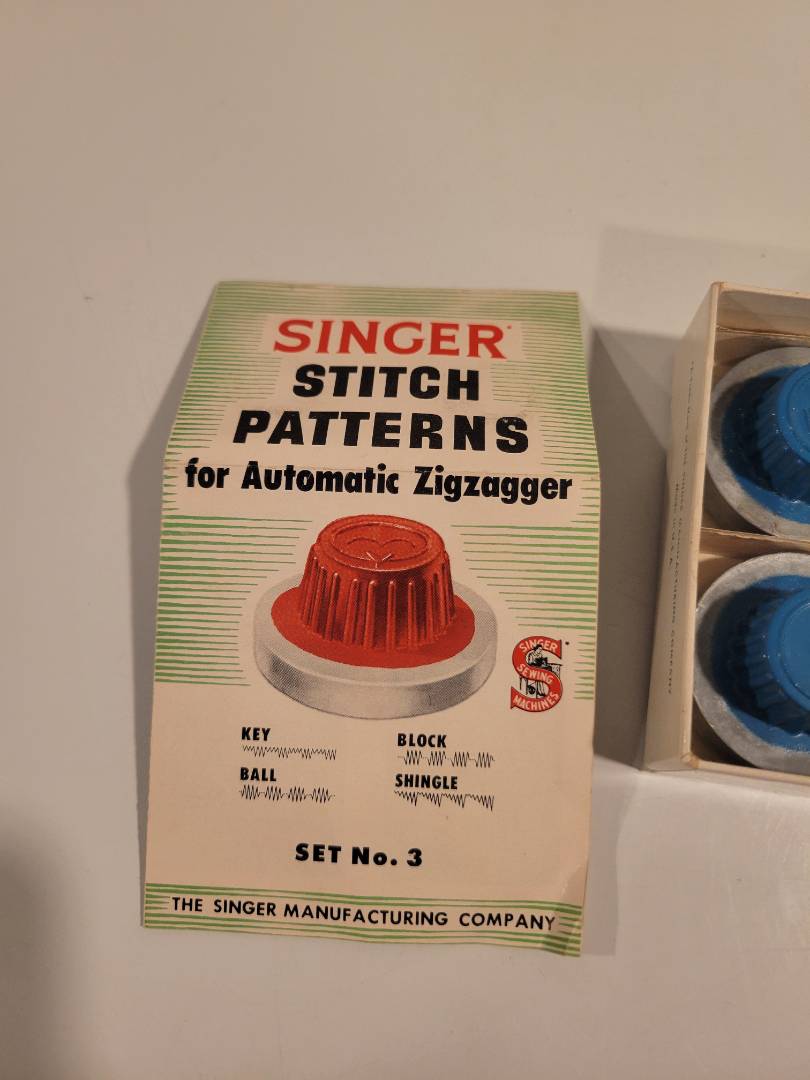 SINGER
STITCH
PATTERNS
for Automatic Zigzagger
SINGER
SEWING
MACHINES
KEY
BLOCK
BALL
SHINGLE
SET No. 3
THE SINGER MANUFACTURING COMPANY